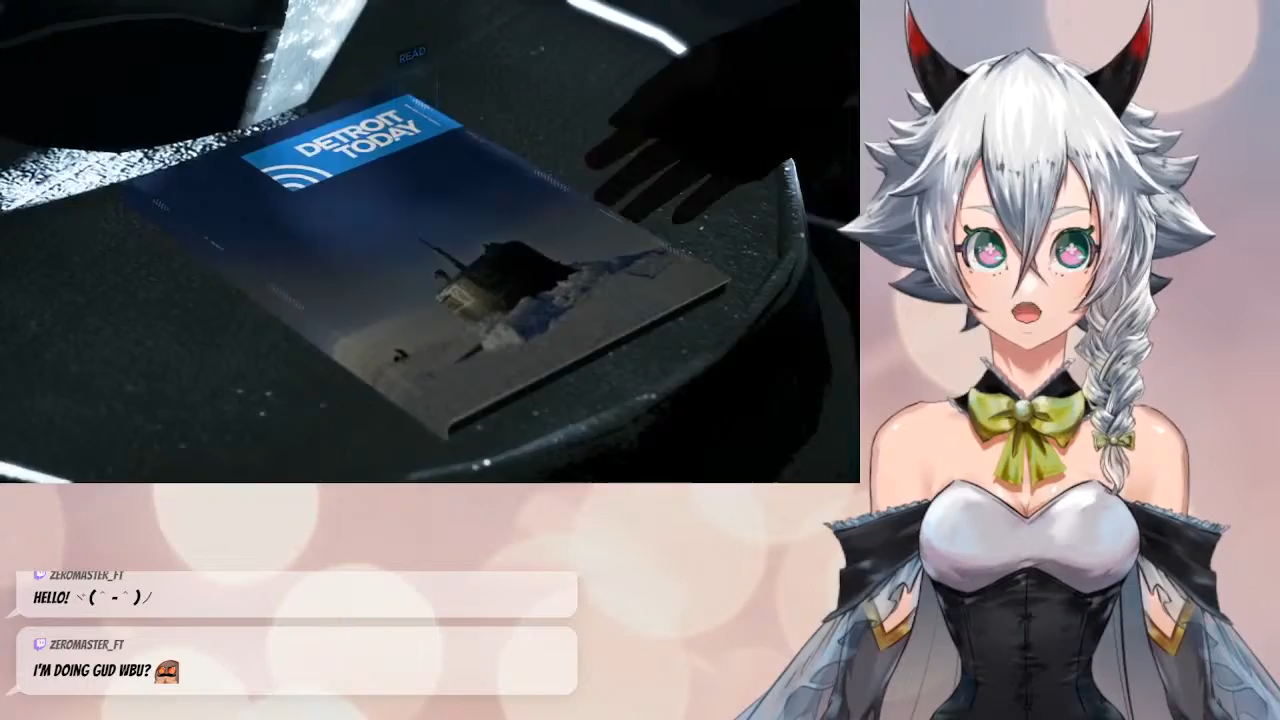 READ
DETROIT
TODAY
ZEROMASTER_FT
HELLO! ヾ(＾-＾)ノ
ZEROMASTER_FT
I'M DOING GUD WBU?